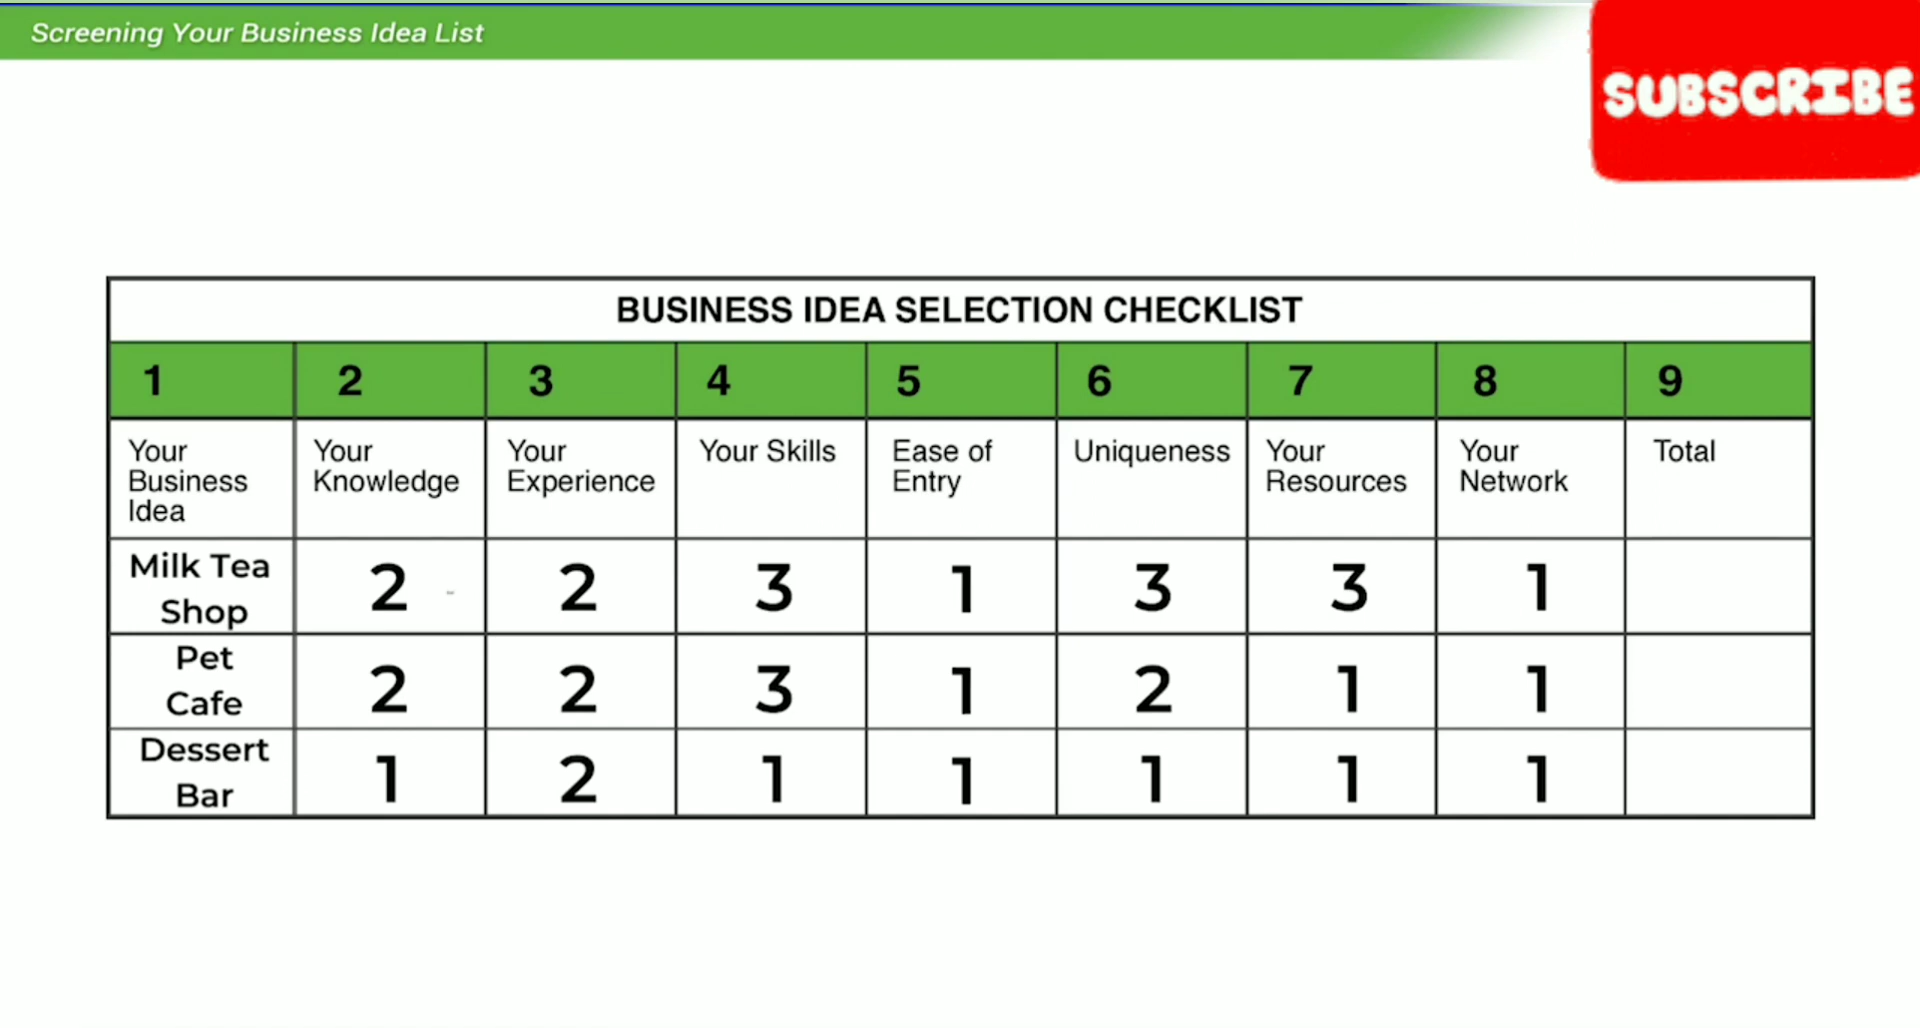 Screening Your Business Idea List
SUBSCRIBE
BUSINESS IDEA SELECTION CHECKLIST
1 2 3 4 5 6 7 8 9
Your Business Idea Your Knowledge Your Experience Your Skills Ease of Entry Uniqueness Your Resources Your Network Total
Milk Tea Shop 2 2 3 1 3 3 1
Pet Cafe 2 2 3 1 2 1 1
Dessert Bar 1 2 1 1 1 1 1